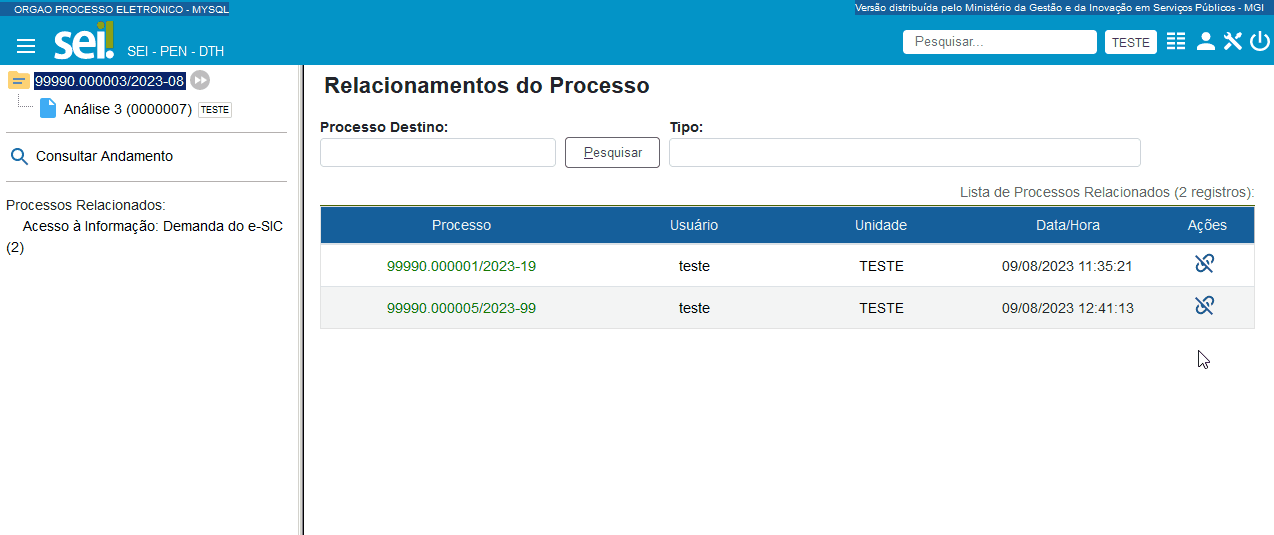 ORGAO PROCESSO ELETRONICO - MYSQL
Versão distribuída pelo Ministério da Gestão e da Inovação em Serviços Públicos - MGI
sei!
SEI - PEN - DTH
Pesquisar...
TESTE
99990.000003/2023-08
Análise 3 (0000007) TESTE
Consultar Andamento
Processos Relacionados:
Acesso à Informação: Demanda do e-SIC
(2)
Relacionamentos do Processo
Processo Destino:
Tipo:
Pesquisar
Lista de Processos Relacionados (2 registros):
Processo Usuário Unidade Data/Hora Ações
99990.000001/2023-19 teste TESTE 09/08/2023 11:35:21
99990.000005/2023-99 teste TESTE 09/08/2023 12:41:13